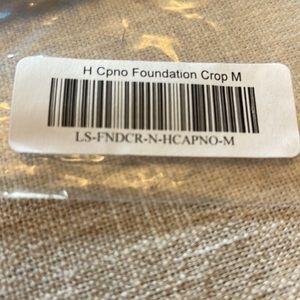 H Cpno Foundation Crop M
LS-FNDCR-N-HCAPNO-M